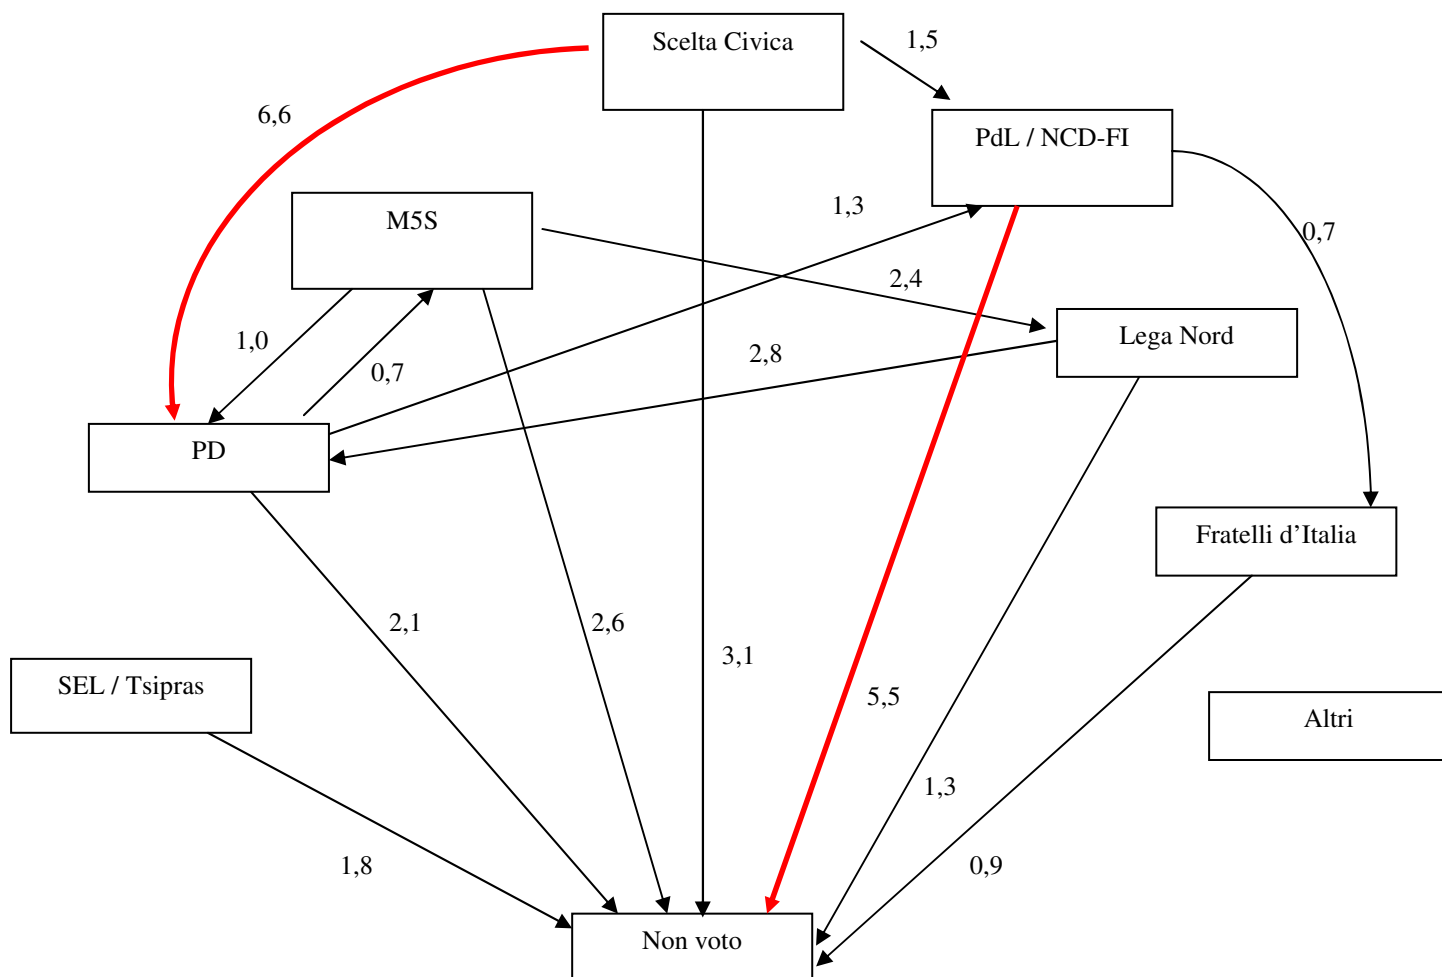 Scelta Civica
1,5
6,6
PdL / NCD-FI
M5S
1,3
0,7
2,4
1,0
2,8
Lega Nord
0,7
PD
Fratelli d'Italia
2,1
2,6
3,1
SEL / Tsipras
5,5
Altri
1,3
1,8
0,9
Non voto